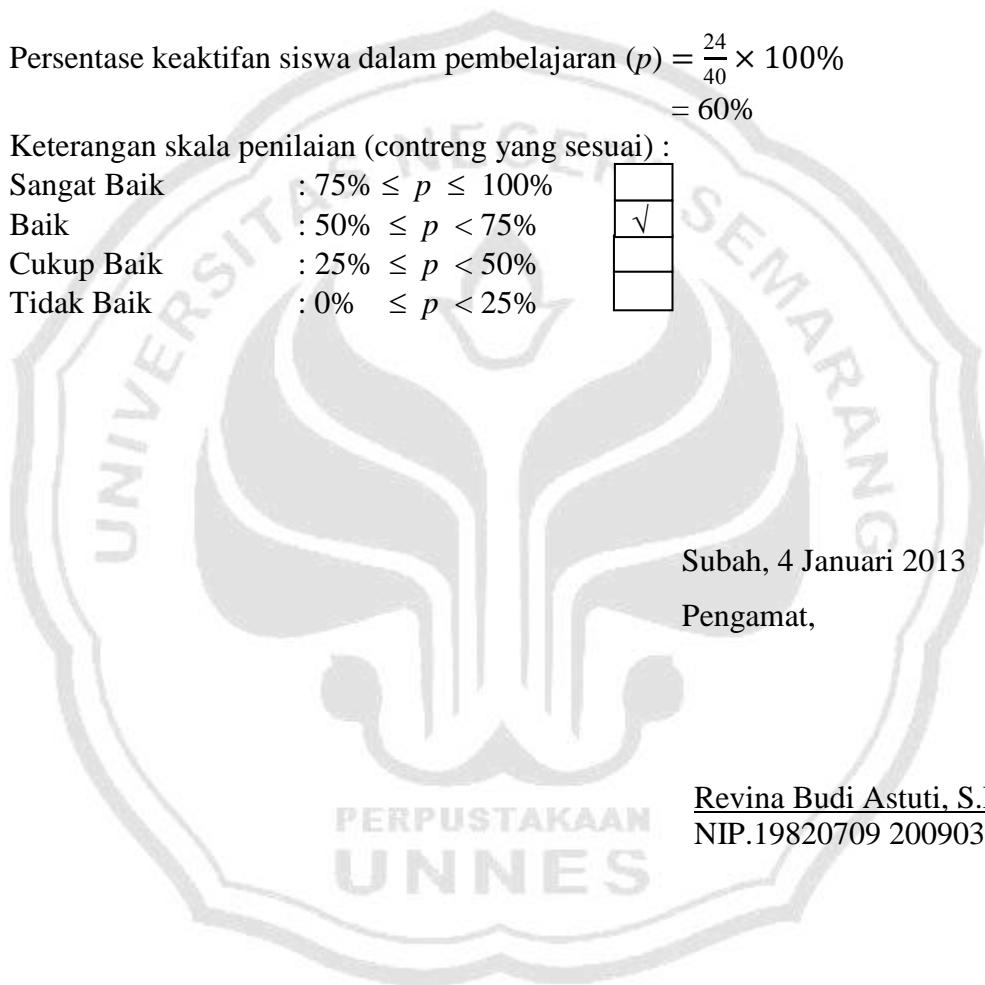 Persentase keaktifan siswa dalam pembelajaran (p) = 24/40 × 100%
= 60%
Keterangan skala penilaian (contreng yang sesuai) :
Sangat Baik : 75% ≤ p ≤ 100%
Baik : 50% ≤ p < 75% √
Cukup Baik : 25% ≤ p < 50%
Tidak Baik : 0% ≤ p < 25%
UNIVERSITAS NEGERI SEMARANG
Subah, 4 Januari 2013
Pengamat,
Revina Budi Astuti, S.
NIP.19820709 200903
PERPUSTAKAAN
UNNES